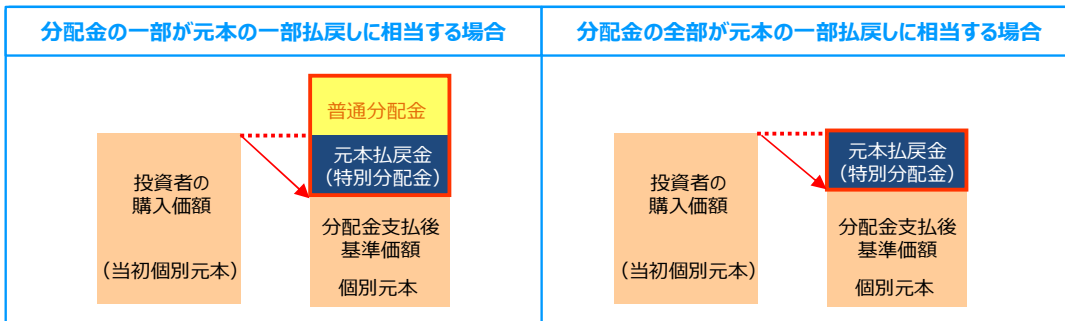 分配金の一部が元本の一部払戻しに相当する場合
普通分配金
元本払戻金
（特別分配金）
投資者の
購入価額
（当初個別元本）
分配金支払後
基準価額
個別元本
分配金の全部が元本の一部払戻しに相当する場合
元本払戻金
（特別分配金）
投資者の
購入価額
（当初個別元本）
分配金支払後
基準価額
個別元本